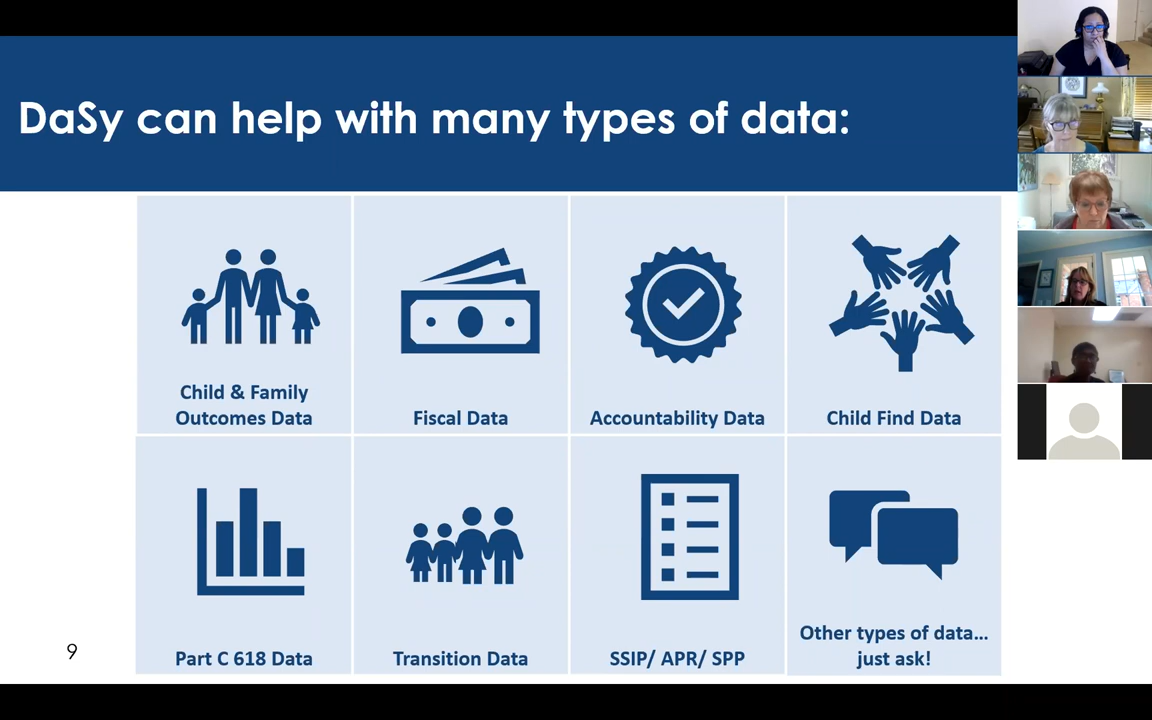 DaSy can help with many types of data:
Child & Family
Outcomes Data
Fiscal Data
Accountability Data
Child Find Data
Part C 618 Data
Transition Data
SSIP/ APR/ SPP
Other types of data...
just ask!
9